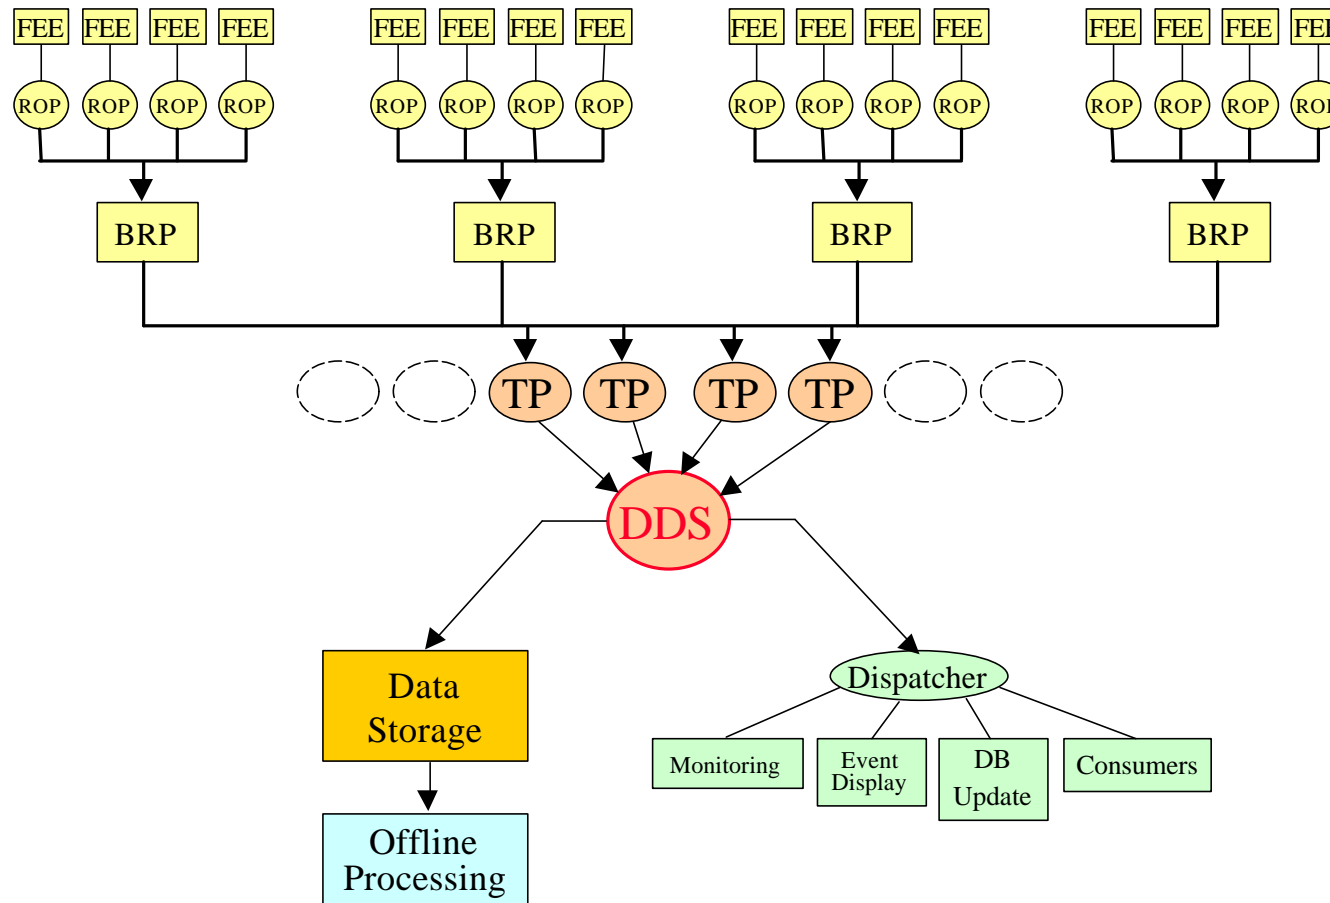 FEE FEE FEE FEE FEE FEE FEE FEE FEE FEE FEE FEE FEE FEE FEE FEE
ROP ROP ROP ROP ROP ROP ROP ROP ROP ROP ROP ROP ROP ROP ROP ROP
BRP BRP BRP BRP
TP TP TP TP
DDS
Data
Storage
Dispatcher
Monitoring
Event
Display
DB
Update
Consumers
Offline
Processing